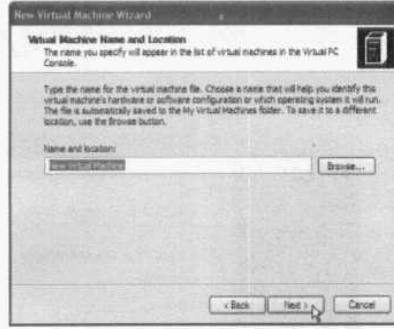 New Virtual Machine Wizard
Virtual Machine Name and Location
The name you specify will appear in the list of virtual machines in the Virtual PC
Console.
Type the name for the virtual machine file. Choose a name that will help you identify this
virtual machine's hardware or software configuration or which operating system it will run.
The file is automatically saved to the My Virtual Machines folder. To save it to a different
location, use the Browse button.
Name and location:
New Virtual Machine
Browse...
< Back
Next >
Cancel